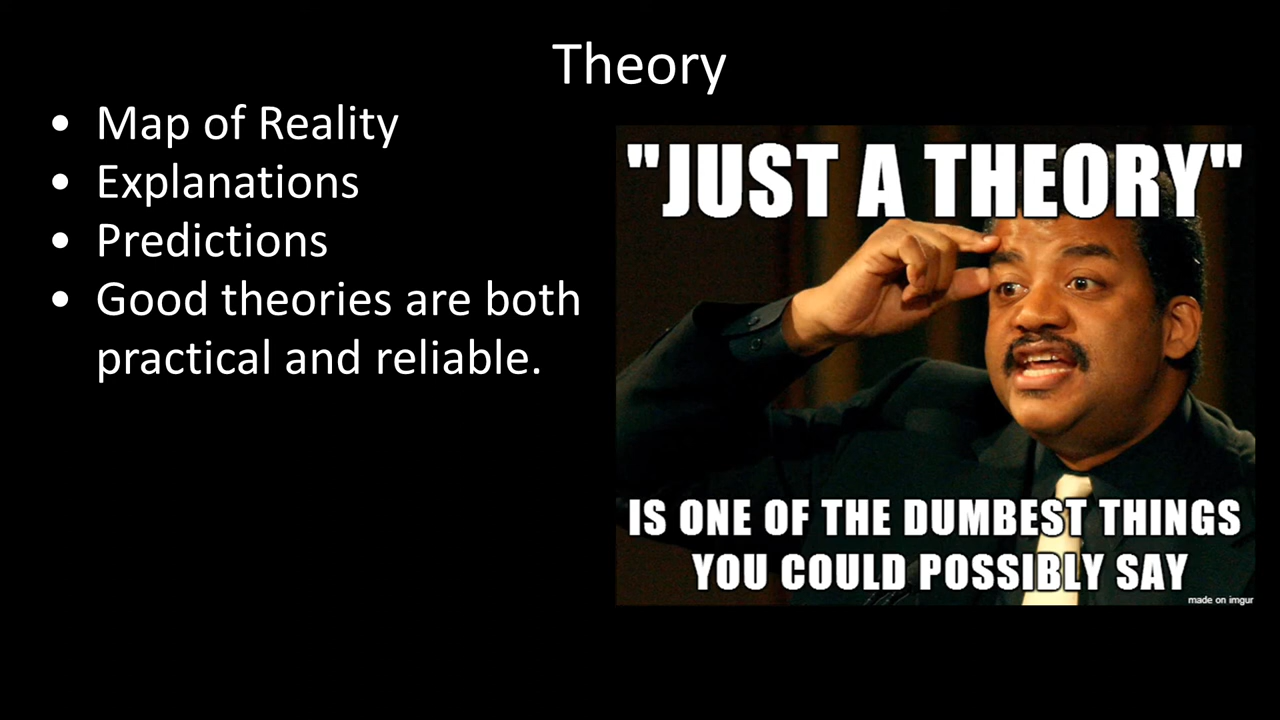 Theory
• Map of Reality
• Explanations
• Predictions
• Good theories are both
practical and reliable.
"JUST A THEORY"
IS ONE OF THE DUMBEST THINGS
YOU COULD POSSIBLY SAY
made on imgur